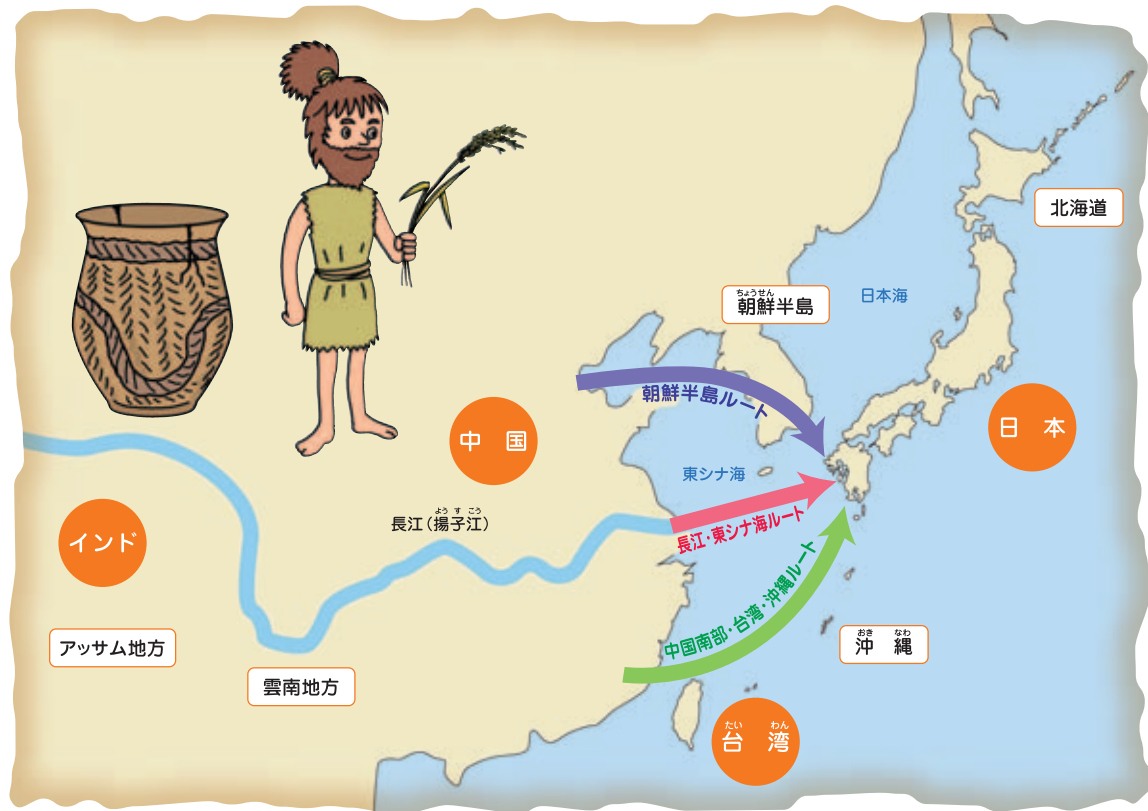 北海道
ちょうせん
朝鮮半島
日本海
朝鮮半島ルート
中 国
日 本
東シナ海
長江・東シナ海ルート
よう す こう
長江(揚子江)
インド
中国南部・台湾・沖縄ルート
アッサム地方
おき なわ
沖 縄
雲南地方
たい わん
台 湾